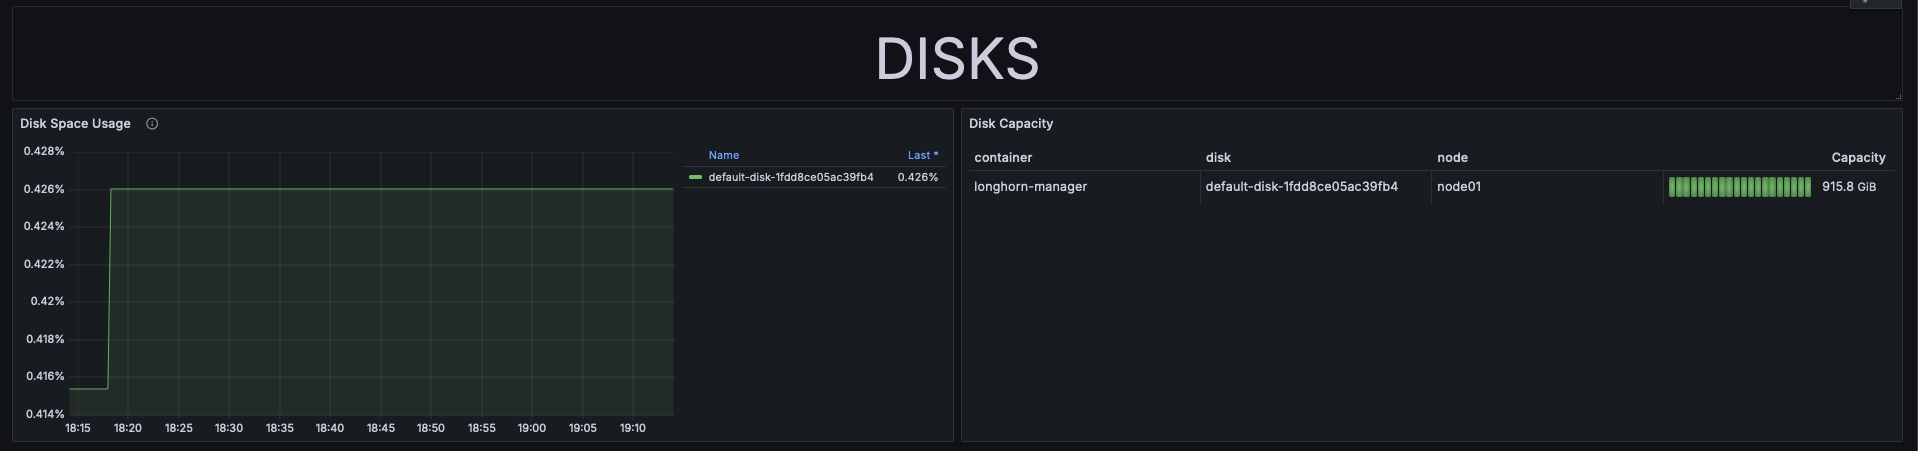 DISKS
Disk Space Usage
0.428%
0.426%
0.424%
0.422%
0.42%
0.418%
0.416%
0.414%
18:15 18:20 18:25 18:30 18:35 18:40 18:45 18:50 18:55 19:00 19:05 19:10
Name Last *
default-disk-1fdd8ce05ac39fb4 0.426%
Disk Capacity
container disk node Capacity
longhorn-manager default-disk-1fdd8ce05ac39fb4 node01 915.8 GiB